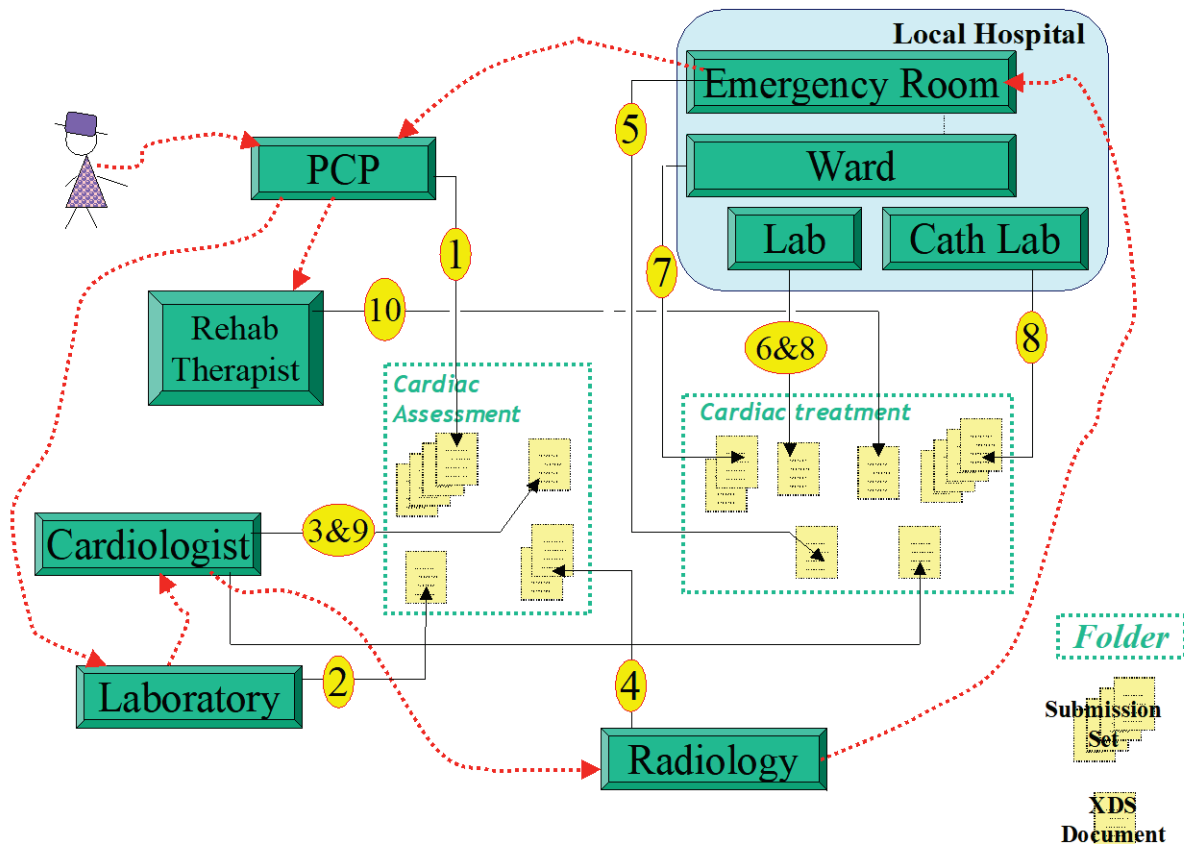 Local Hospital
Emergency Room
5
PCP
Ward
1
Lab
Cath Lab
7
10
Rehab
Therapist
6&8
8
Cardiac
Assessment
Cardiac treatment
3&9
Cardiologist
Folder
Laboratory
2
4
Submission
Set
Radiology
XDS
Document